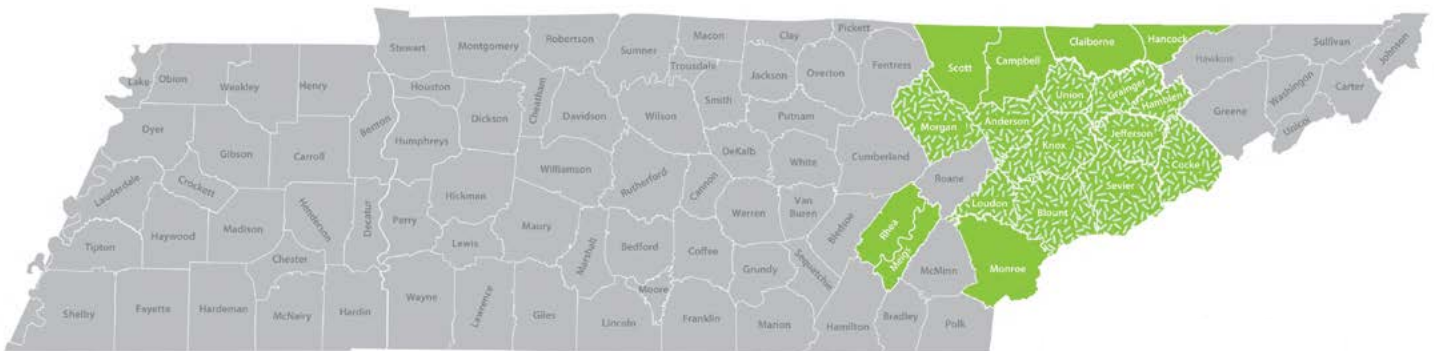 Stewart
Montgomery
Robertson
Sumner
Macon
Clay
Pickett
Scott
Campbell
Claiborne
Hancock
Hawkins
Sullivan
Johnson
Lake
Obion
Weakley
Henry
Houston
Cheatham
Trousdale
Jackson
Overton
Fentress
Union
Grainger
Hamblen
Washington
Carter
Unicoi
Greene
Dyer
Gibson
Carroll
Benton
Humphreys
Dickson
Davidson
Wilson
Smith
Putnam
Morgan
Anderson
Knox
Jefferson
Cocke
Lauderdale
Crockett
Henderson
Decatur
Perry
Hickman
Williamson
Rutherford
Cannon
DeKalb
White
Cumberland
Roane
Loudon
Blount
Sevier
Tipton
Haywood
Madison
Chester
Lewis
Maury
Marshall
Bedford
Coffee
Warren
Van
Buren
Bledsoe
Rhea
Meigs
McMinn
Monroe
Shelby
Fayette
Hardeman
McNairy
Hardin
Wayne
Lawrence
Giles
Lincoln
Moore
Franklin
Grundy
Marion
Sequatchie
Hamilton
Bradley
Polk